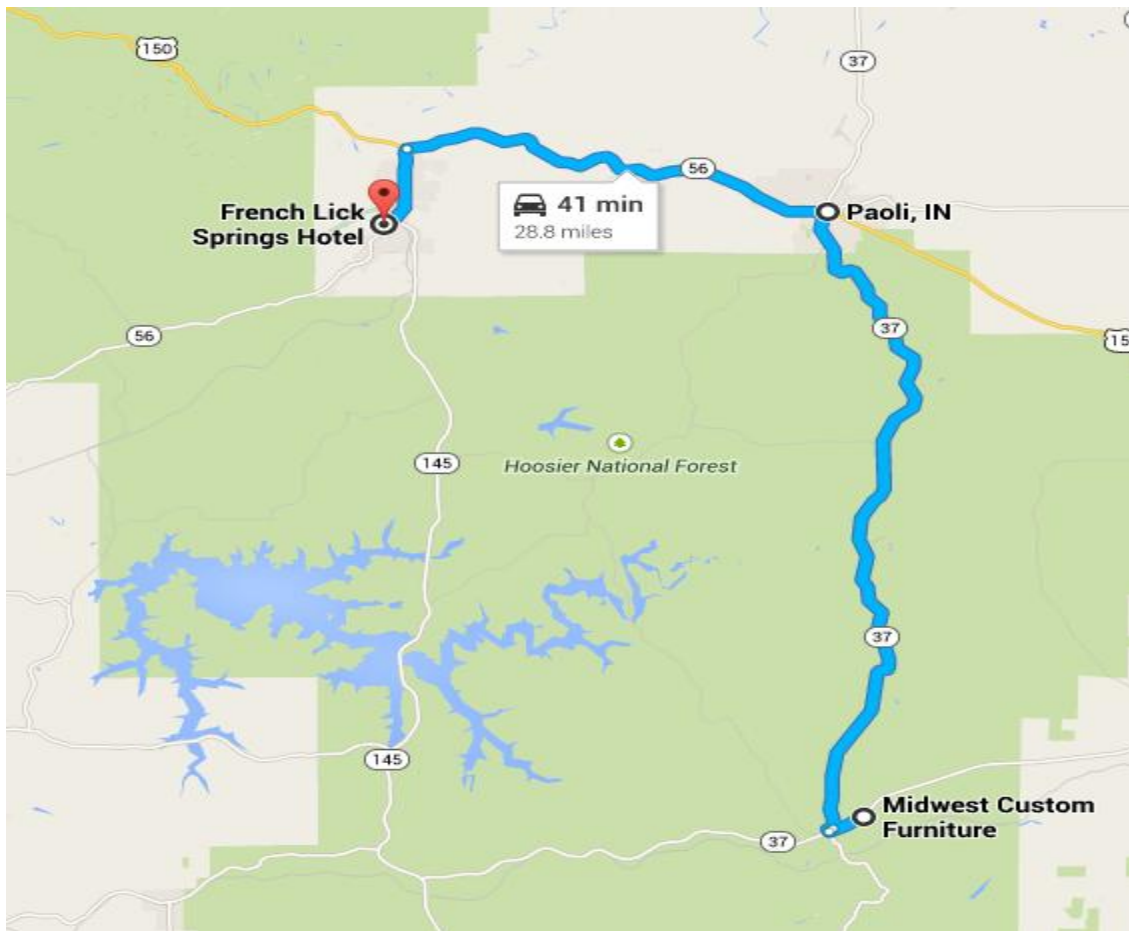 150
37
56
French Lick
Springs Hotel
41 min
28.8 miles
Paoli, IN
56
37
15
Hoosier National Forest
145
37
145
Midwest Custom
Furniture
37